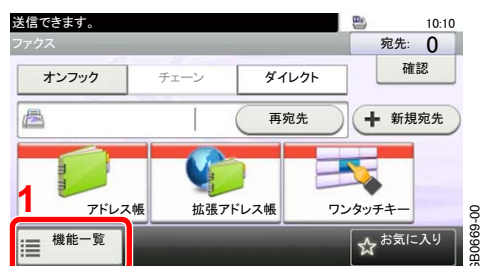 送信できます。
10:10
ファクス
宛先: 0
オンフック
チェーン
ダイレクト
確認
再宛先
新規宛先
アドレス帳
拡張アドレス帳
ワンタッチキー
1
機能一覧
お気に入り
GB0669-00